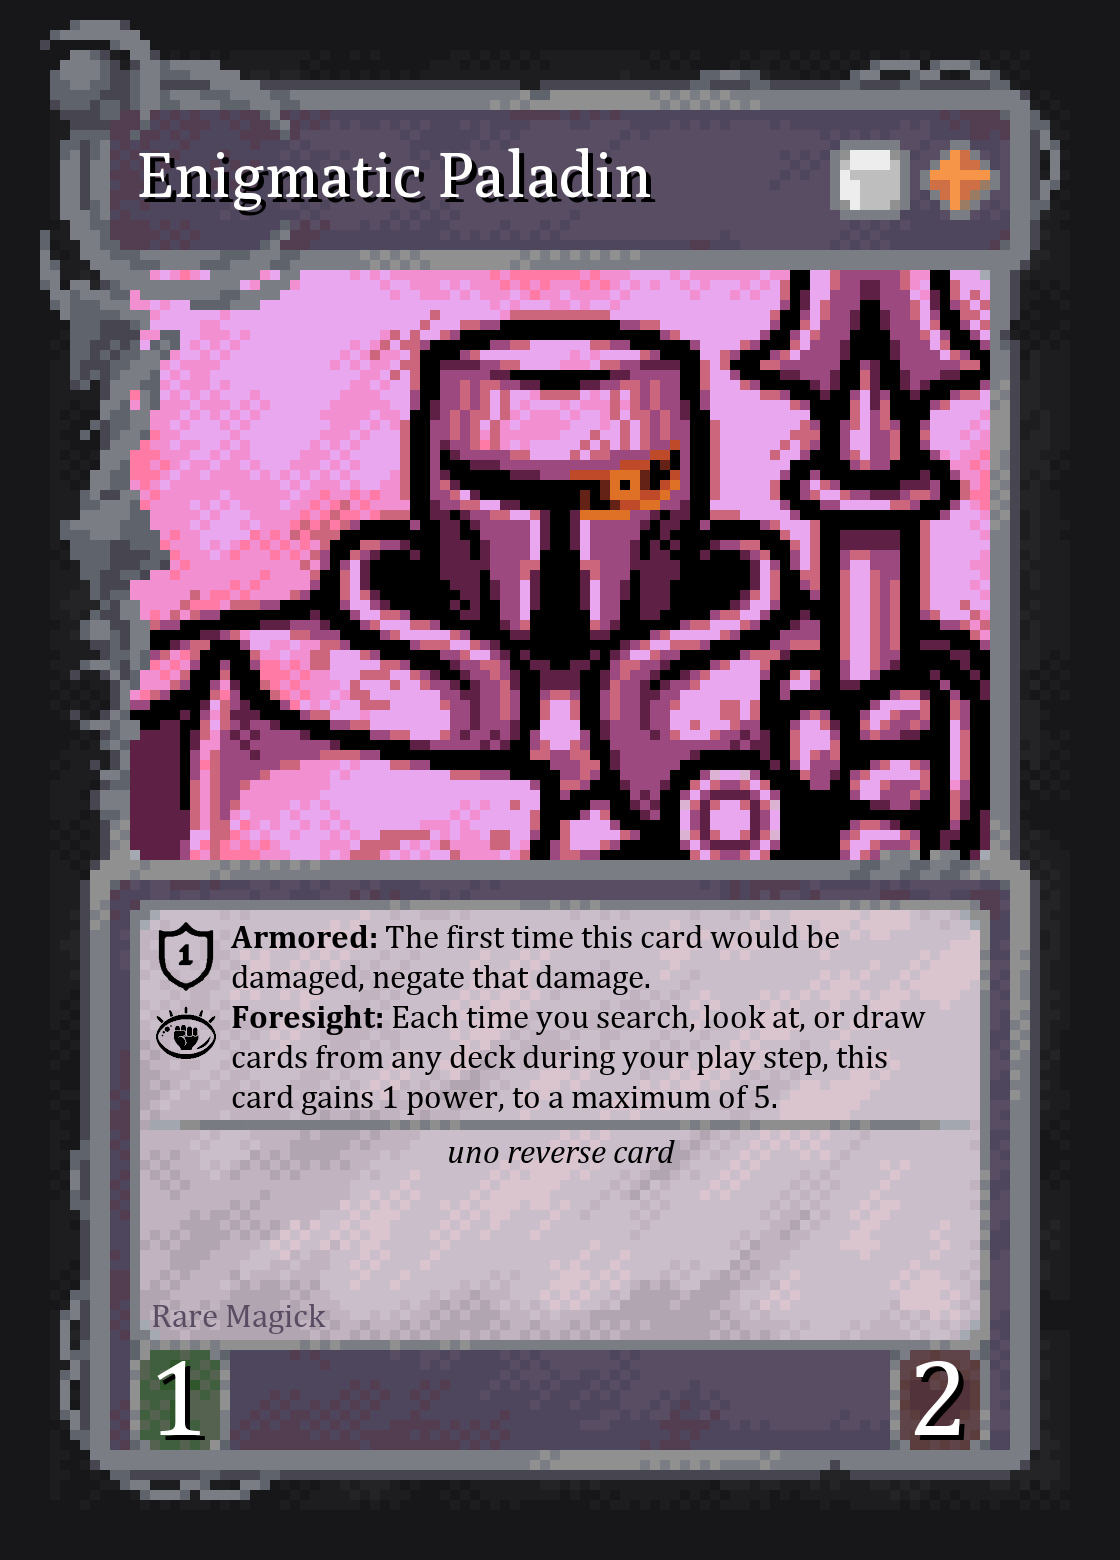 Enigmatic Paladin
1
Armored: The first time this card would be
damaged, negate that damage.
Foresight: Each time you search, look at, or draw
cards from any deck during your play step, this
card gains 1 power, to a maximum of 5.
uno reverse card
Rare Magick
1
2